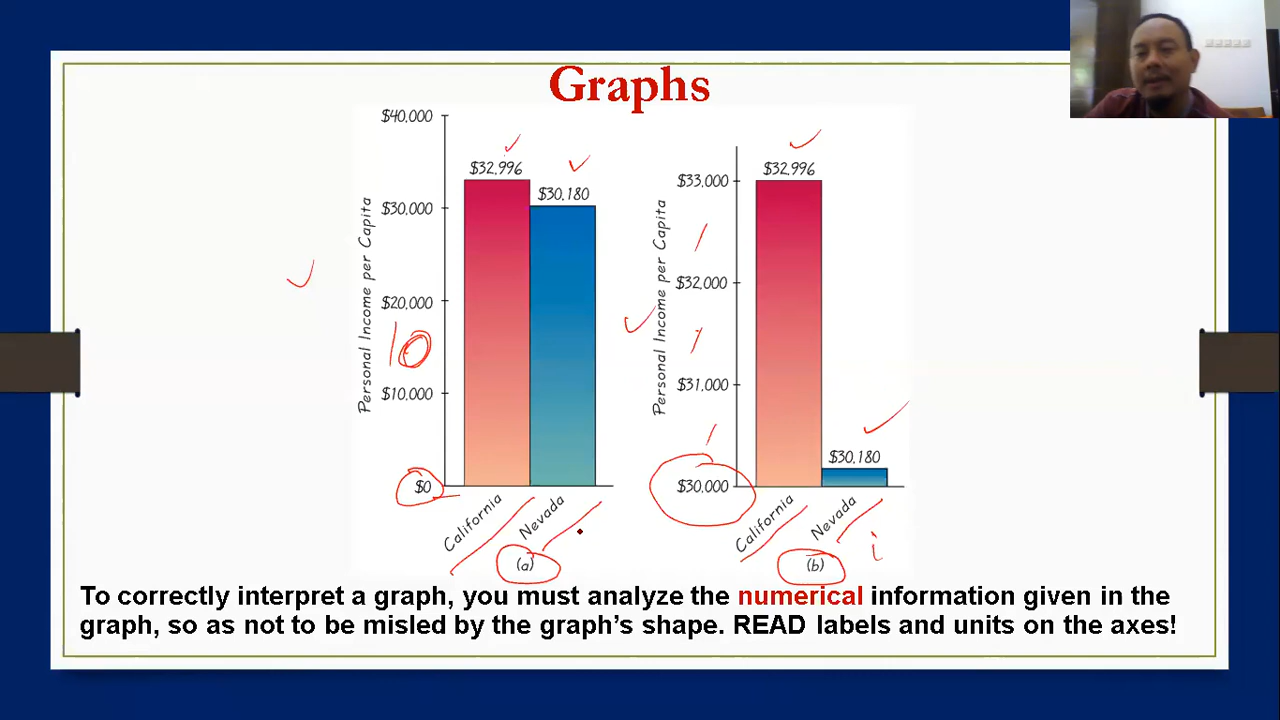 Graphs
$40,000
$30,000
$20,000
$10,000
$0
Personal Income per Capita
$32,996
$30,180
California
Nevada
(a)
10
$33,000
$32,000
$31,000
$30,000
Personal Income per Capita
$32,996
$30,180
California
Nevada
(b)
i
To correctly interpret a graph, you must analyze the numerical information given in the
graph, so as not to be misled by the graph's shape. READ labels and units on the axes!